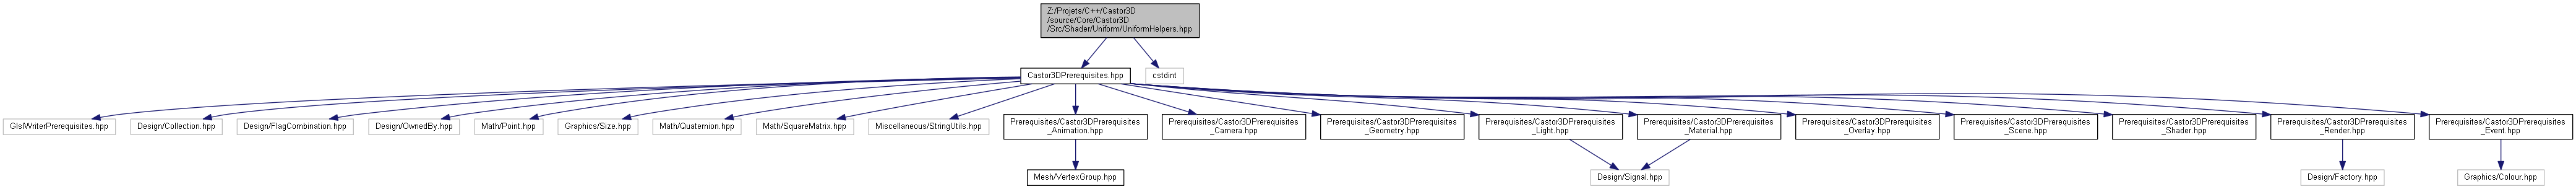 Z:/Projets/C++/Castor3D
/source/Core/Castor3D
/Src/Shader/Uniform/UniformHelpers.hpp
Castor3DPrerequisites.hpp
cstdint
GlslWriterPrerequisites.hpp
Design/Collection.hpp
Design/FlagCombination.hpp
Design/OwnedBy.hpp
Math/Point.hpp
Graphics/Size.hpp
Math/Quaternion.hpp
Math/SquareMatrix.hpp
Miscellaneous/StringUtils.hpp
Prerequisites/Castor3DPrerequisites
_Animation.hpp
Prerequisites/Castor3DPrerequisites
_Camera.hpp
Prerequisites/Castor3DPrerequisites
_Geometry.hpp
Prerequisites/Castor3DPrerequisites
_Light.hpp
Prerequisites/Castor3DPrerequisites
_Material.hpp
Prerequisites/Castor3DPrerequisites
_Overlay.hpp
Prerequisites/Castor3DPrerequisites
_Scene.hpp
Prerequisites/Castor3DPrerequisites
_Shader.hpp
Prerequisites/Castor3DPrerequisites
_Render.hpp
Prerequisites/Castor3DPrerequisites
_Event.hpp
Mesh/VertexGroup.hpp
Design/Signal.hpp
Design/Factory.hpp
Graphics/Colour.hpp